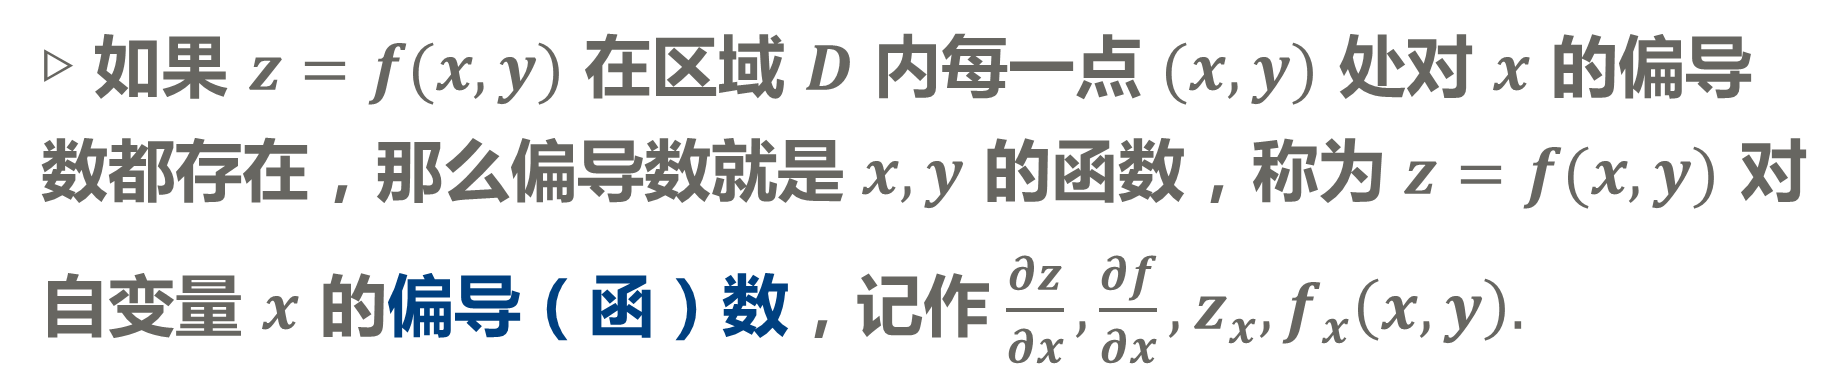 ▷ 如果 z = f(x, y) 在区域 D 内每一点 (x, y) 处对 x 的偏导
数都存在，那么偏导数就是 x, y 的函数，称为 z = f(x, y) 对
自变量 x 的偏导（函）数，记作 ∂z/∂x, ∂f/∂x, zₓ, fₓ(x, y).